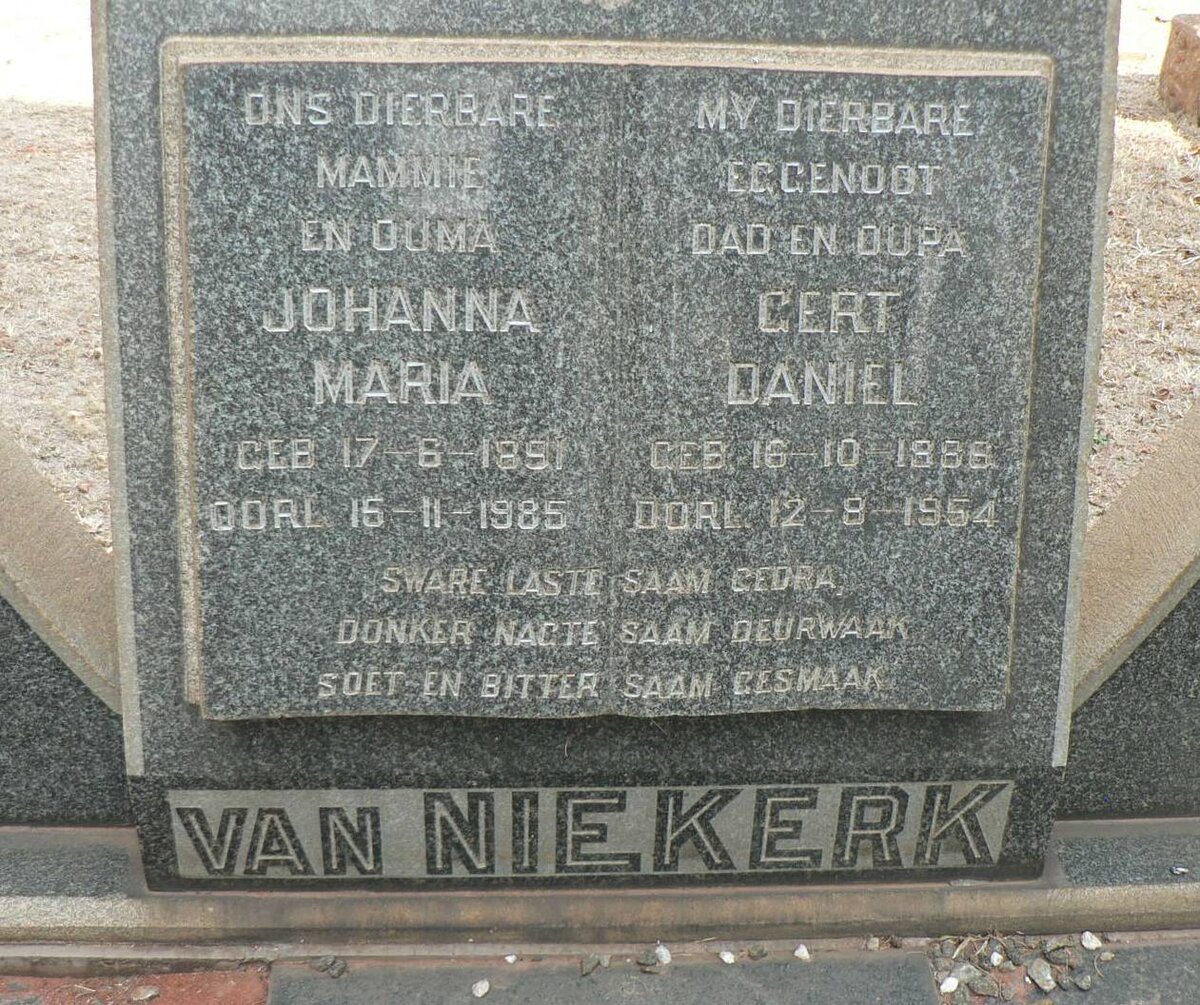 ONS DIERBARE
MAMMIE
EN OUMA
JOHANNA
MARIA
GEB 17-6-1891
OORL 15-11-1985
MY DIERBARE
EGGENOOT
DAD EN OUPA
GERT
DANIEL
GEB. 16-10-1888
OORL. 12-8-1954
SWARE LASTE SAAM GEDRA,
DONKER NAGTE SAAM DEURWAAK
SOET EN BITTER SAAM GESMAAK.
VAN NIEKERK